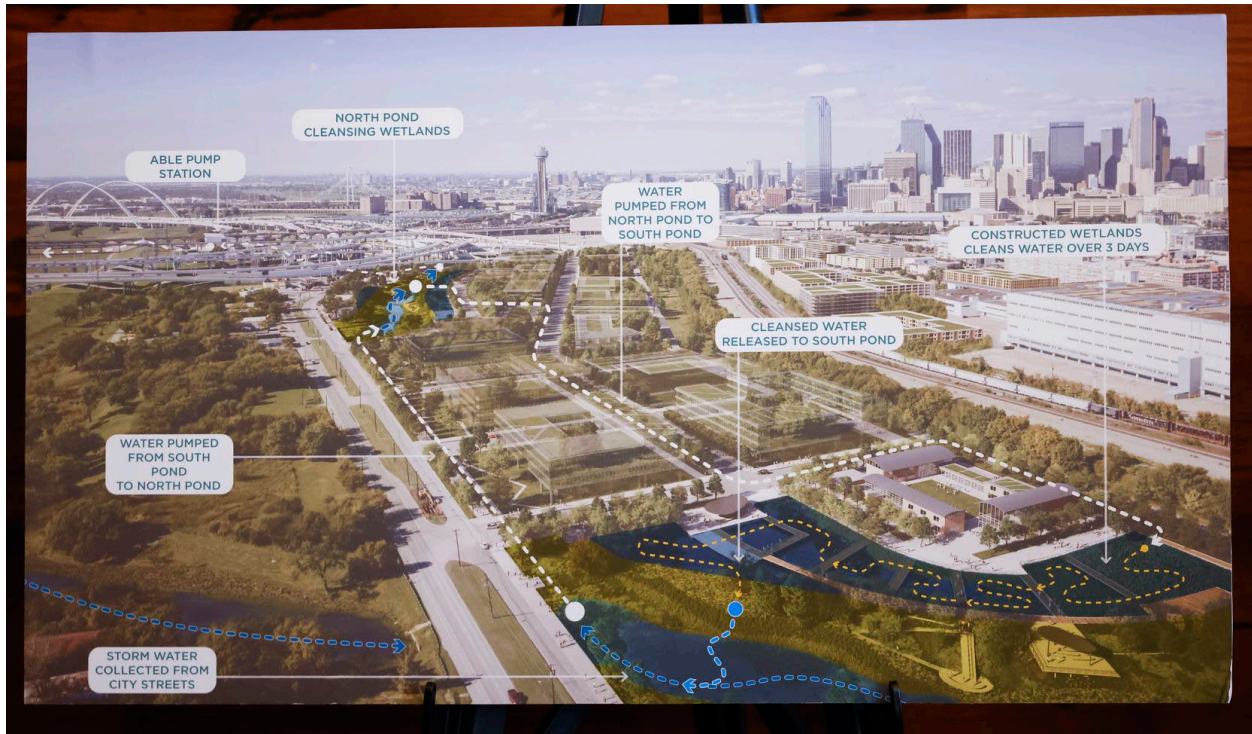 NORTH POND
CLEANSING WETLANDS
ABLE PUMP
STATION
WATER
PUMPED FROM
NORTH POND TO
SOUTH POND
CONSTRUCTED WETLANDS
CLEANS WATER OVER 3 DAYS
CLEANSED WATER
RELEASED TO SOUTH POND
WATER PUMPED
FROM SOUTH
POND
TO NORTH POND
STORM WATER
COLLECTED FROM
CITY STREETS